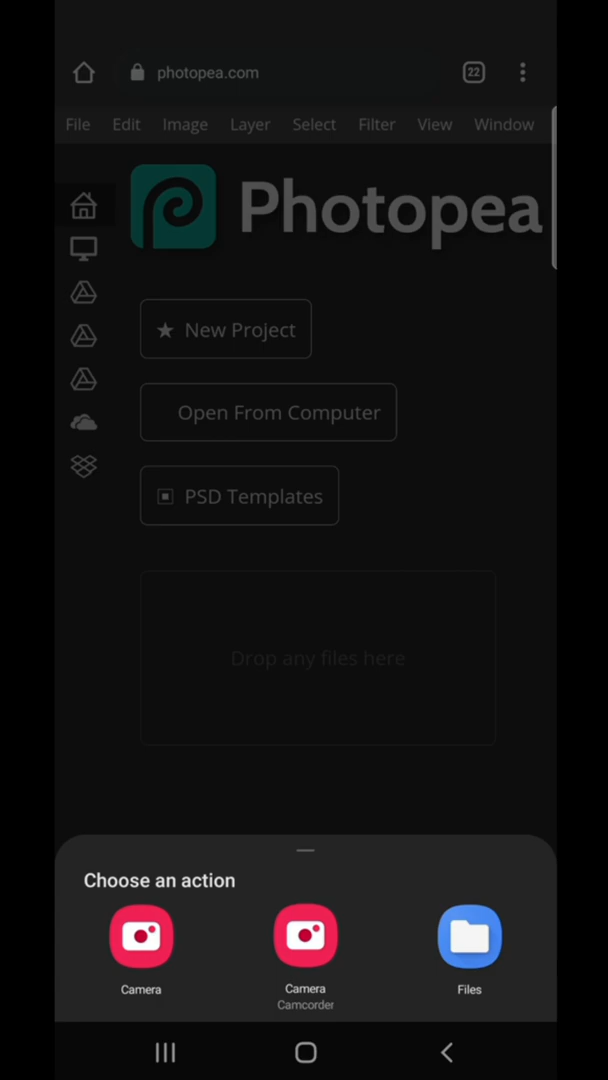 photopea.com
22
File Edit Image Layer Select Filter View Window
Photopea
New Project
Open From Computer
PSD Templates
Drop any files here
Choose an action
Camera
Camera
Camcorder
Files